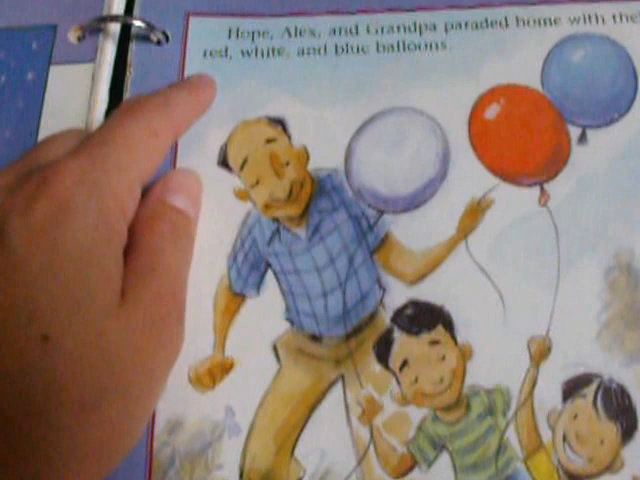 Hope, Alex, and Grandpa paraded home with the
red, white, and blue balloons.